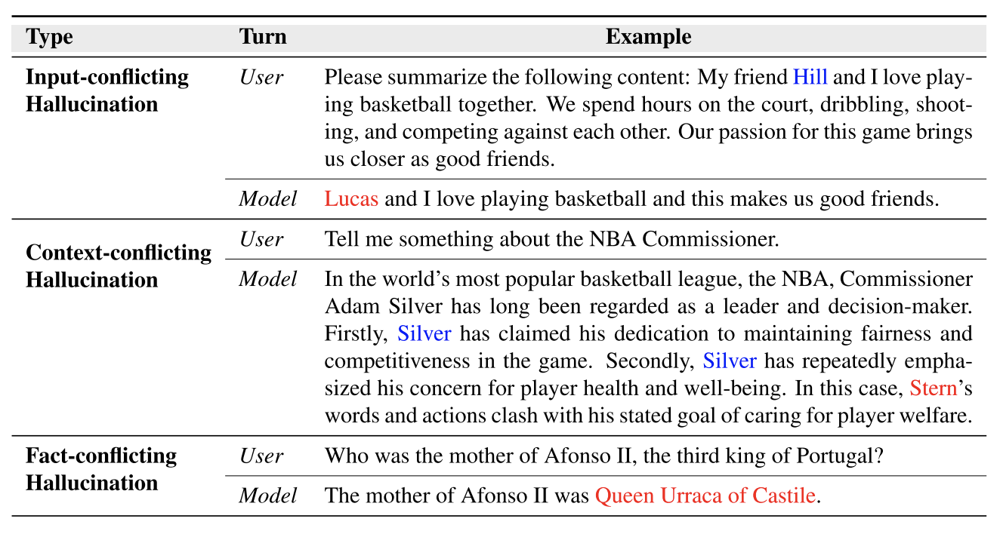 Type Turn Example
Input-conflicting Hallucination
User
Please summarize the following content: My friend Hill and I love play-
ing basketball together. We spend hours on the court, dribbling, shoot-
ing, and competing against each other. Our passion for this game brings
us closer as good friends.
Model
Lucas and I love playing basketball and this makes us good friends.
Context-conflicting Hallucination
User
Tell me something about the NBA Commissioner.
Model
In the world's most popular basketball league, the NBA, Commissioner
Adam Silver has long been regarded as a leader and decision-maker.
Firstly, Silver has claimed his dedication to maintaining fairness and
competitiveness in the game. Secondly, Silver has repeatedly empha-
sized his concern for player health and well-being. In this case, Stern's
words and actions clash with his stated goal of caring for player welfare.
Fact-conflicting Hallucination
User
Who was the mother of Afonso II, the third king of Portugal?
Model
The mother of Afonso II was Queen Urraca of Castile.